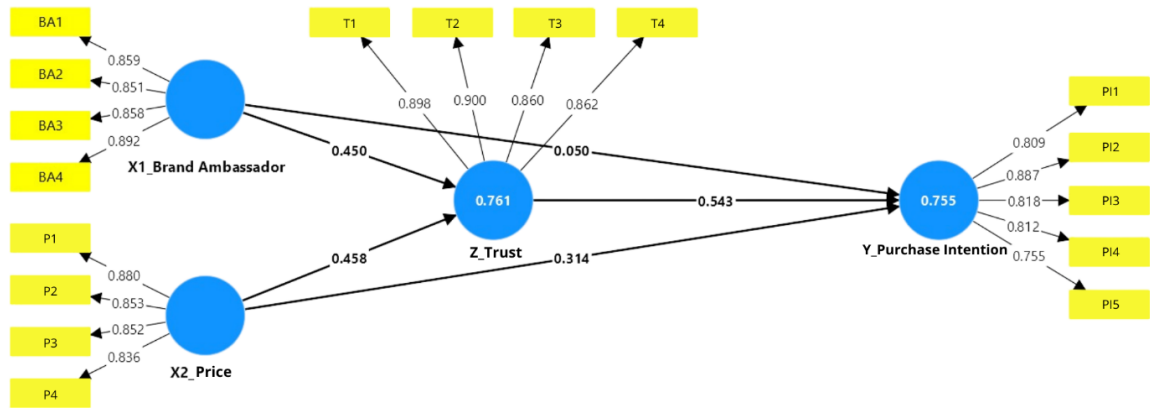 BA1
BA2
BA3
BA4
0.859
0.851
0.858
0.892
X1_Brand Ambassador
T1
T2
T3
T4
0.898
0.900
0.860
0.862
0.450
0.050
0.761
Z_Trust
0.543
0.755
Y_Purchase Intention
PI1
PI2
PI3
PI4
PI5
0.809
0.887
0.818
0.812
0.755
P1
P2
P3
P4
0.880
0.853
0.852
0.836
X2_Price
0.458
0.314